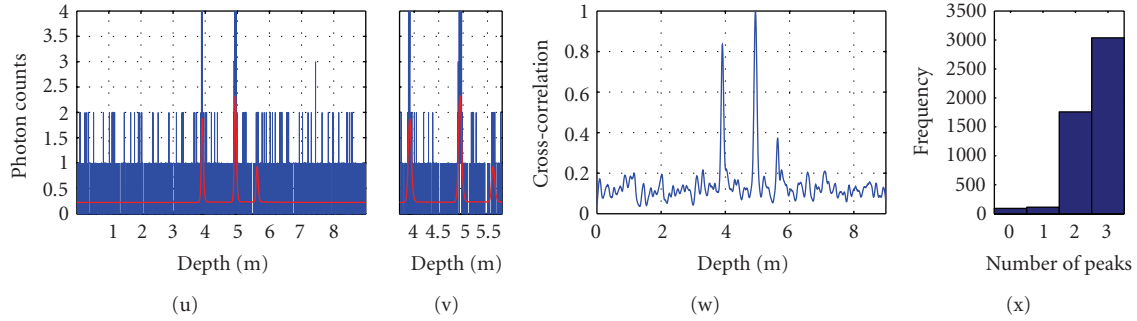 Photon counts
4
3.5
3
2.5
2
1.5
1
0.5
0
1 2 3 4 5 6 7 8
Depth (m)
(u)
4 4.5 5 5.5
Depth (m)
(v)
Cross-correlation
1
0.8
0.6
0.4
0.2
0
0 2 4 6 8
Depth (m)
(w)
Frequency
3500
3000
2500
2000
1500
1000
500
0
0 1 2 3
Number of peaks
(x)